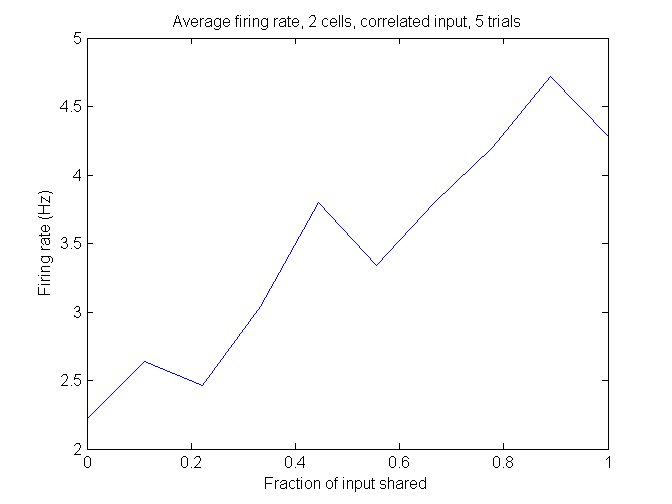 Average firing rate, 2 cells, correlated input, 5 trials
5
4.5
4
3.5
3
2.5
2
Firing rate (Hz)
0 0.2 0.4 0.6 0.8 1
Fraction of input shared